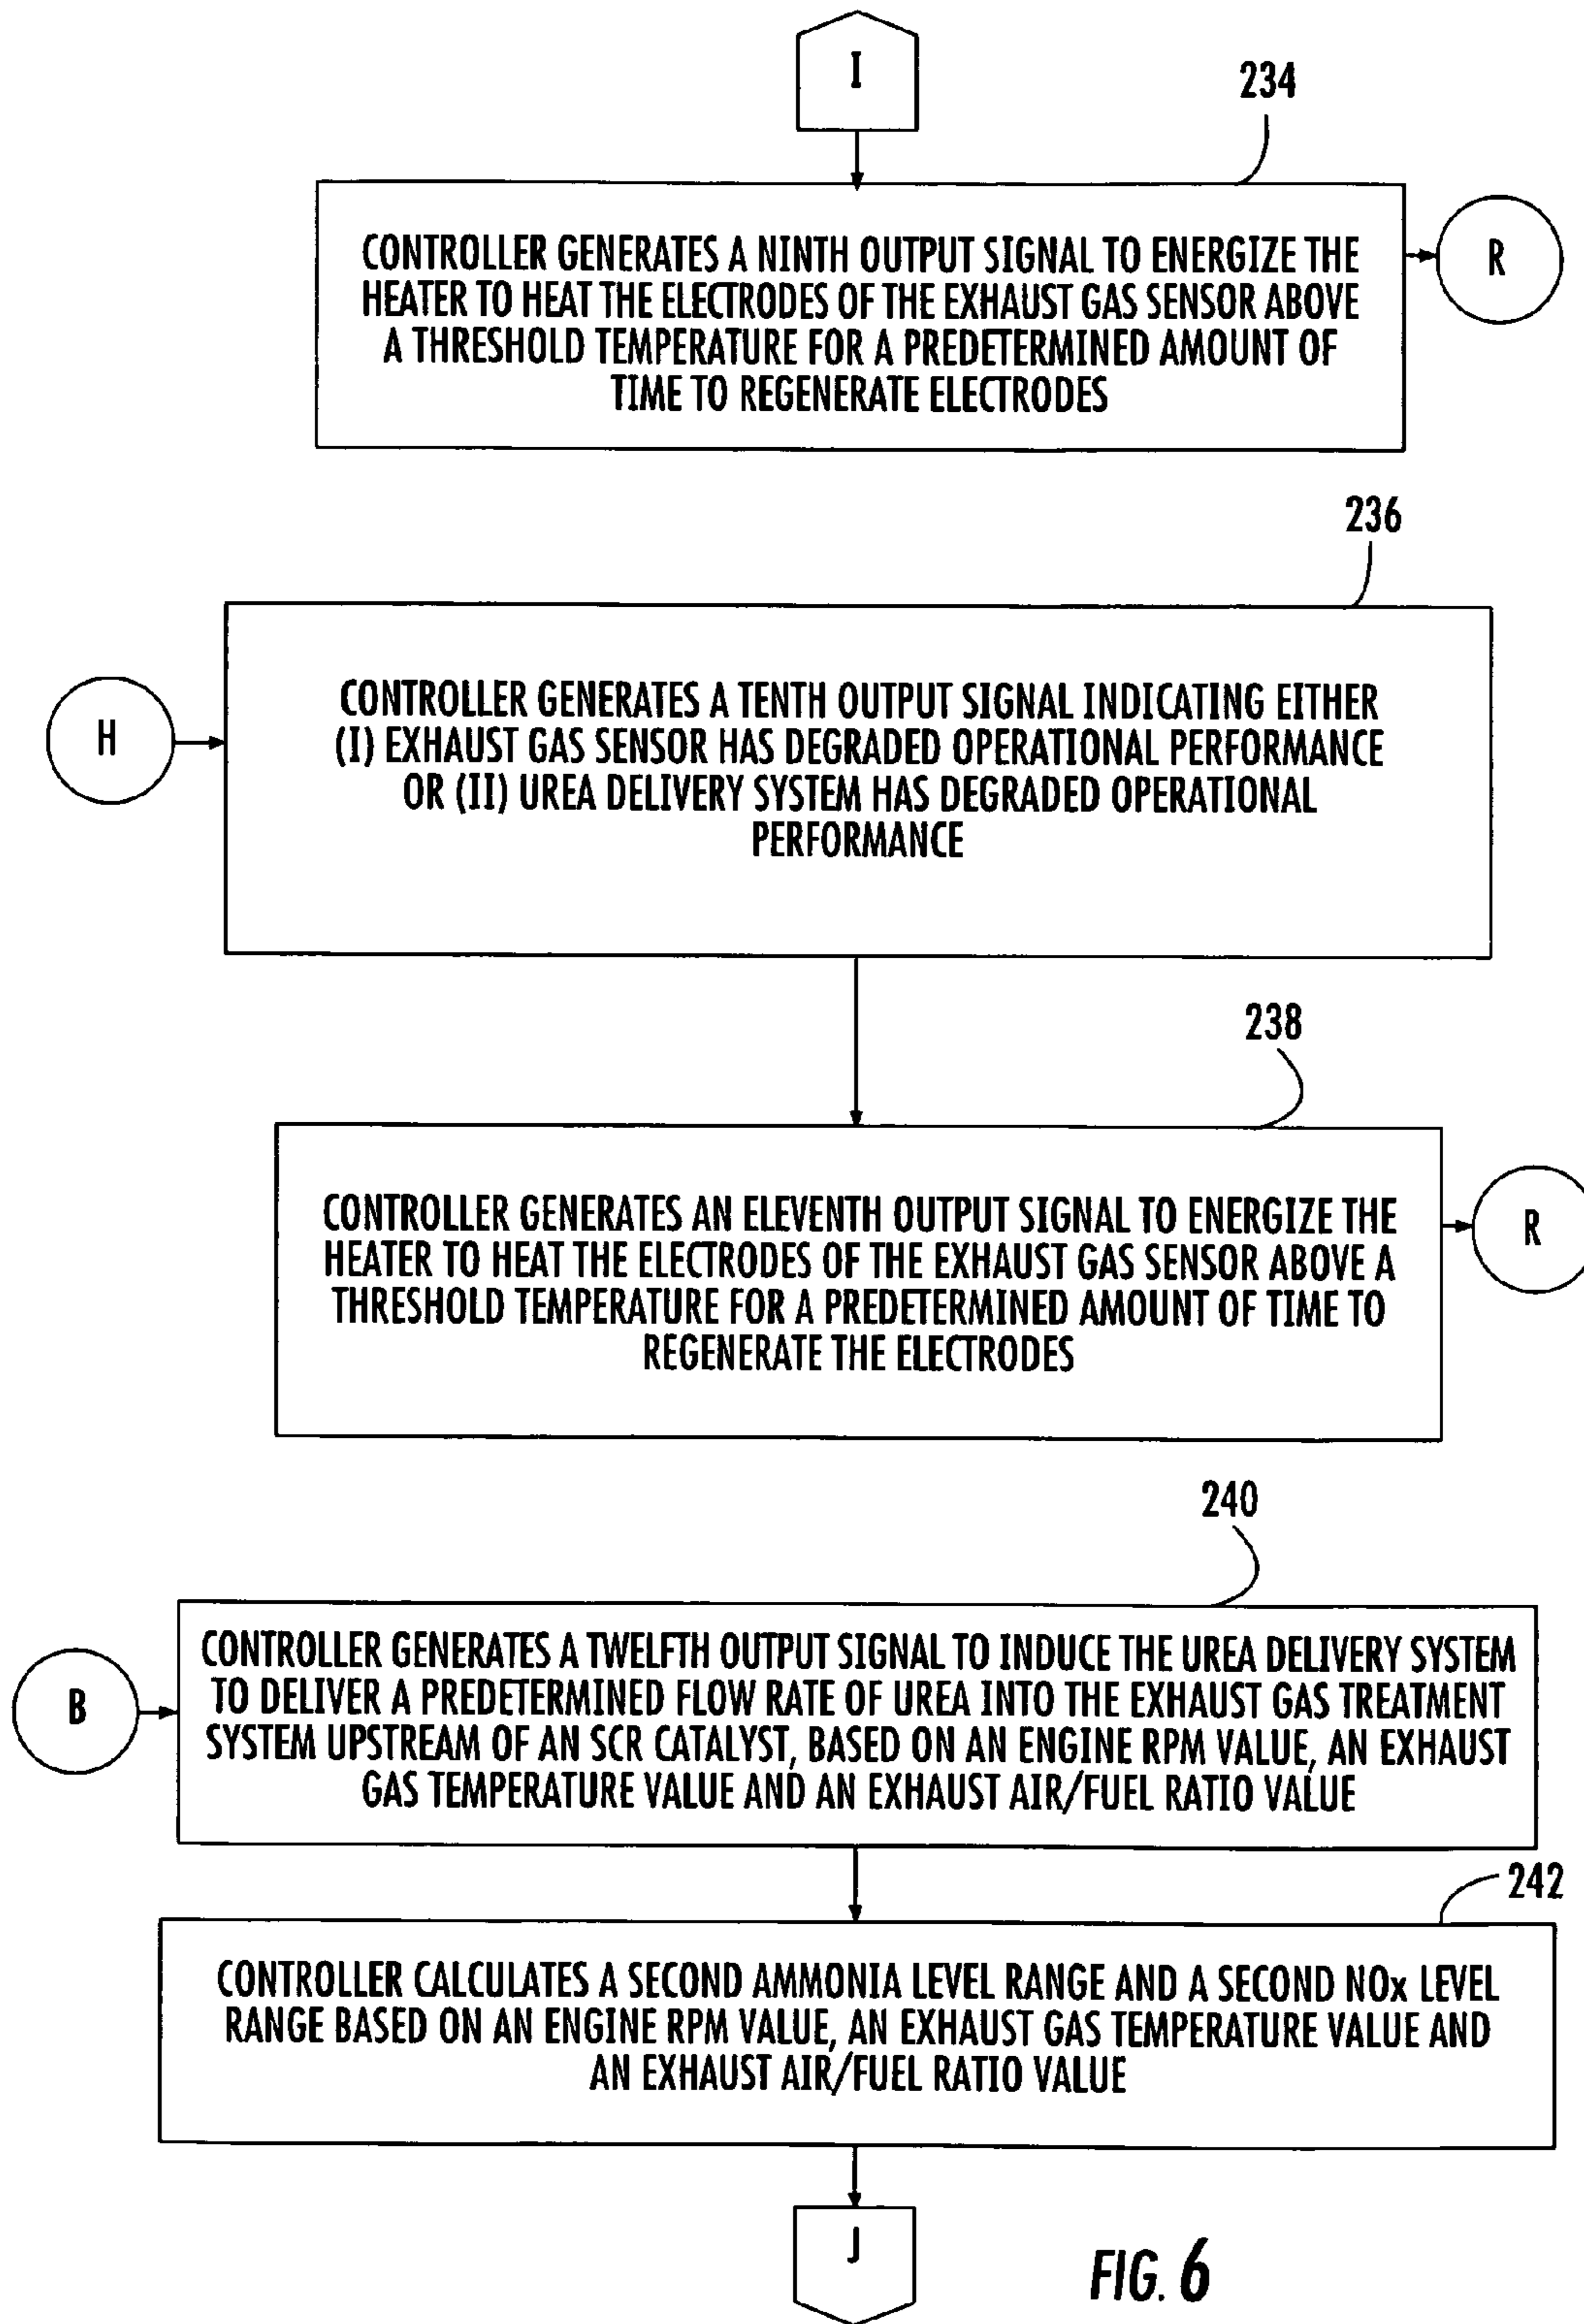 I
234
CONTROLLER GENERATES A NINTH OUTPUT SIGNAL TO ENERGIZE THE
HEATER TO HEAT THE ELECTRODES OF THE EXHAUST GAS SENSOR ABOVE
A THRESHOLD TEMPERATURE FOR A PREDETERMINED AMOUNT OF
TIME TO REGENERATE ELECTRODES
R
236
H
CONTROLLER GENERATES A TENTH OUTPUT SIGNAL INDICATING EITHER
(I) EXHAUST GAS SENSOR HAS DEGRADED OPERATIONAL PERFORMANCE
OR (II) UREA DELIVERY SYSTEM HAS DEGRADED OPERATIONAL
PERFORMANCE
238
CONTROLLER GENERATES AN ELEVENTH OUTPUT SIGNAL TO ENERGIZE THE
HEATER TO HEAT THE ELECTRODES OF THE EXHAUST GAS SENSOR ABOVE A
THRESHOLD TEMPERATURE FOR A PREDETERMINED AMOUNT OF TIME TO
REGENERATE THE ELECTRODES
R
240
B
CONTROLLER GENERATES A TWELFTH OUTPUT SIGNAL TO INDUCE THE UREA DELIVERY SYSTEM
TO DELIVER A PREDETERMINED FLOW RATE OF UREA INTO THE EXHAUST GAS TREATMENT
SYSTEM UPSTREAM OF AN SCR CATALYST, BASED ON AN ENGINE RPM VALUE, AN EXHAUST
GAS TEMPERATURE VALUE AND AN EXHAUST AIR/FUEL RATIO VALUE
242
CONTROLLER CALCULATES A SECOND AMMONIA LEVEL RANGE AND A SECOND NOx LEVEL
RANGE BASED ON AN ENGINE RPM VALUE, AN EXHAUST GAS TEMPERATURE VALUE AND
AN EXHAUST AIR/FUEL RATIO VALUE
J
FIG. 6